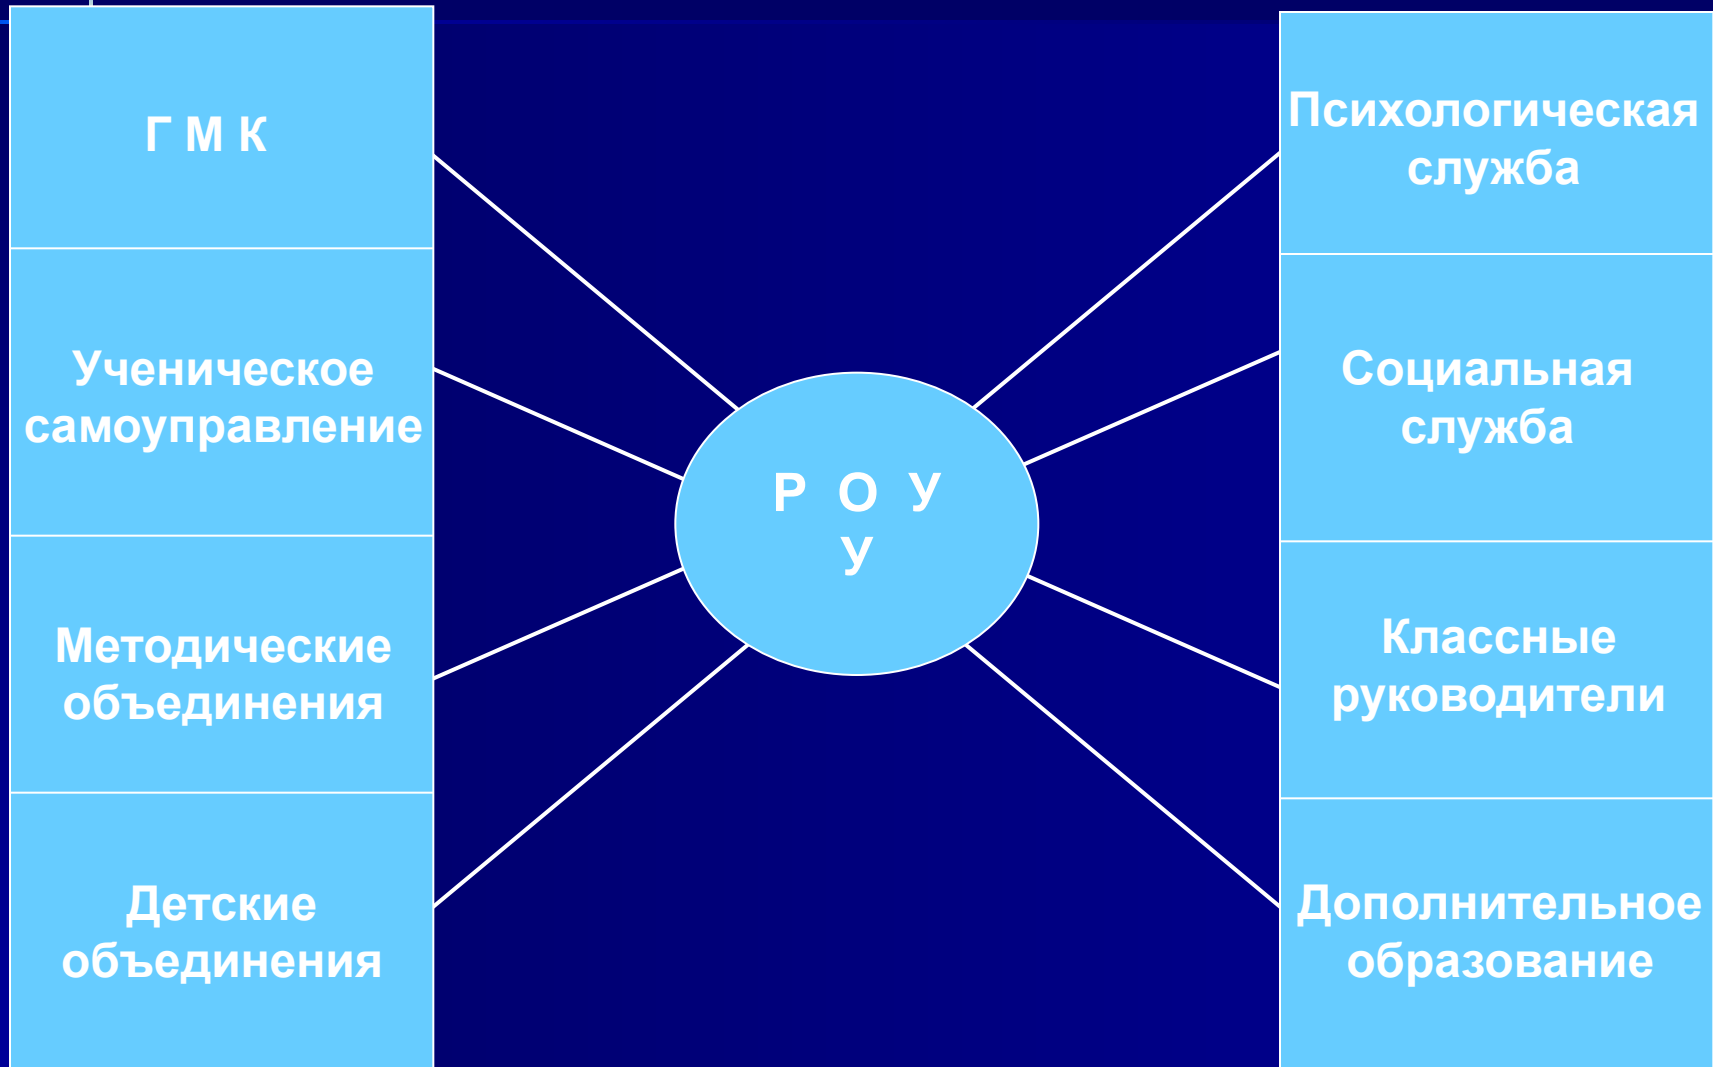 Г М К
Ученическое
самоуправление
Методические
объединения
Детские
объединения
Р О У
У
Психологическая
служба
Социальная
служба
Классные
руководители
Дополнительное
образование